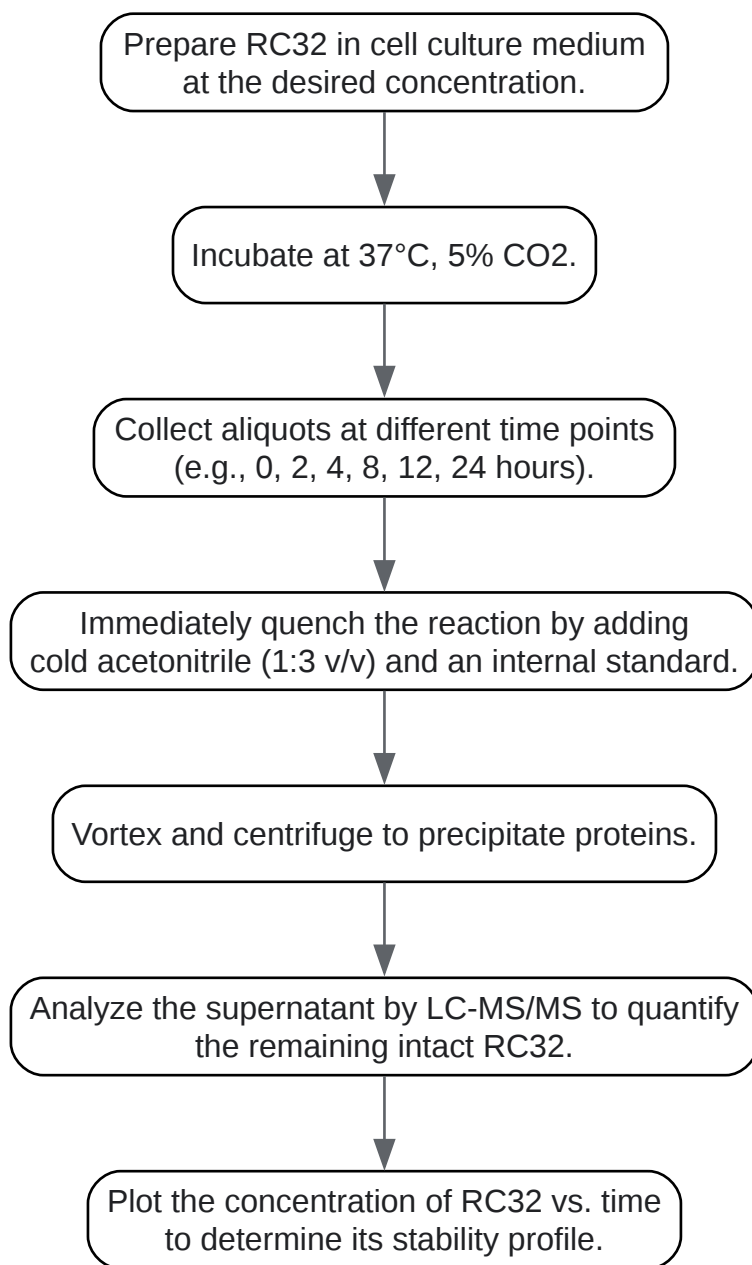 Prepare RC32 in cell culture medium
at the desired concentration.
Incubate at 37°C, 5% CO2.
Collect aliquots at different time points
(e.g., 0, 2, 4, 8, 12, 24 hours).
Immediately quench the reaction by adding
cold acetonitrile (1:3 v/v) and an internal standard.
Vortex and centrifuge to precipitate proteins.
Analyze the supernatant by LC-MS/MS to quantify
the remaining intact RC32.
Plot the concentration of RC32 vs. time
to determine its stability profile.